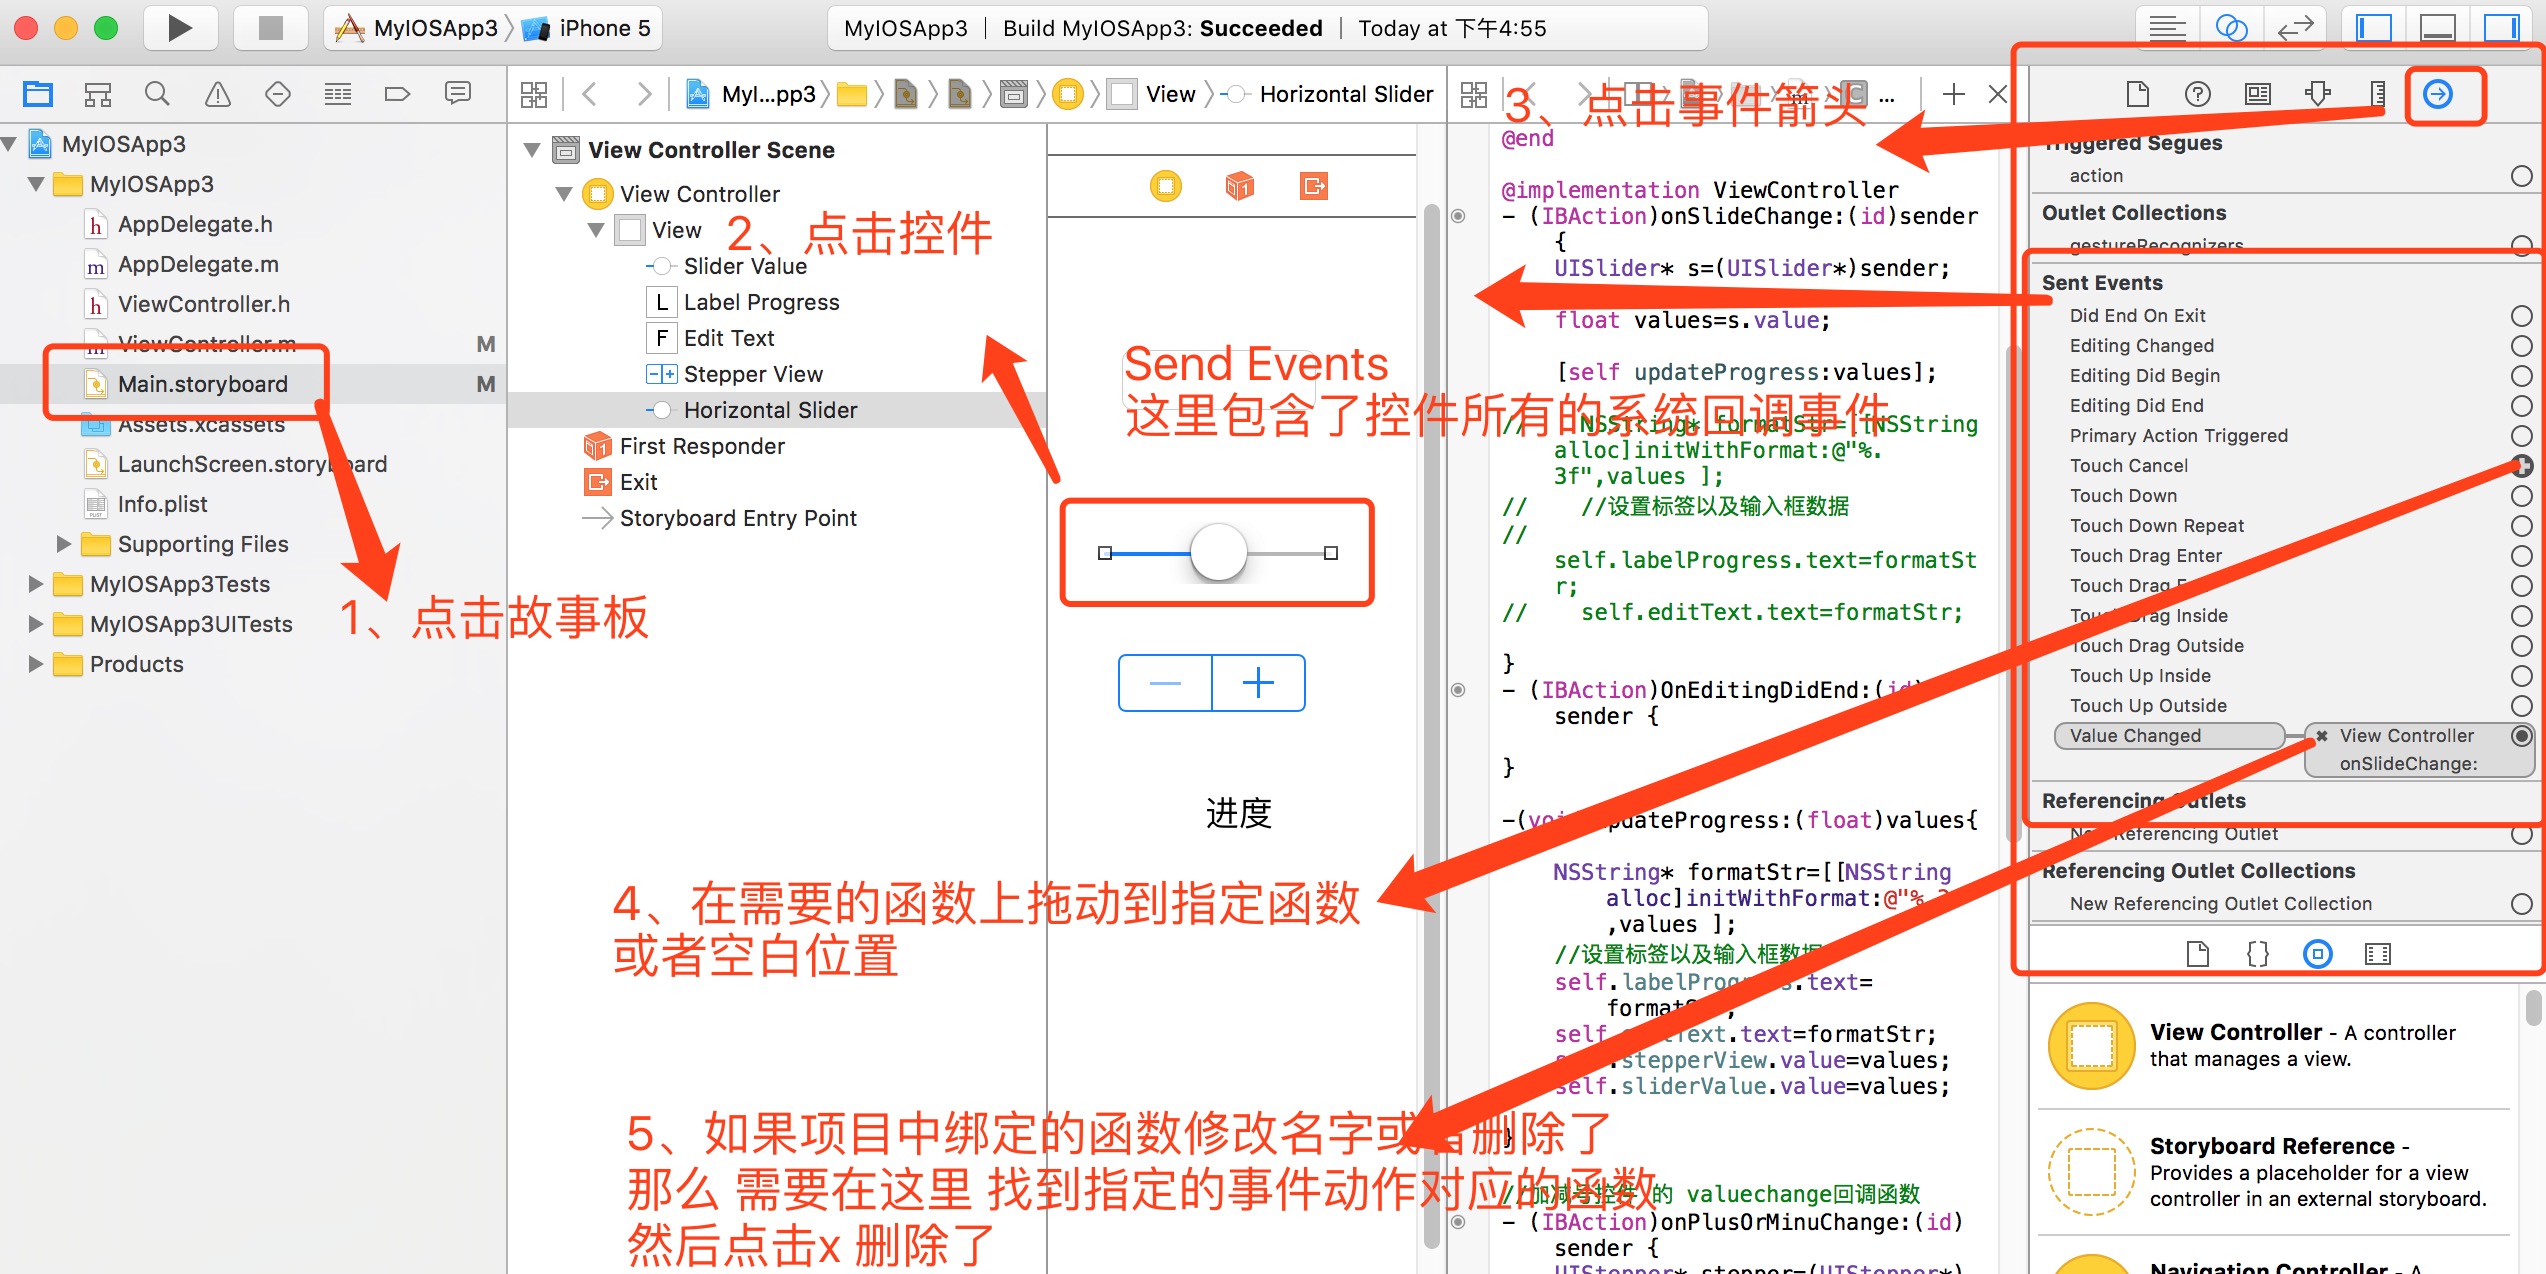 MyIOSApp3
iPhone 5
MyIOSApp3 | Build MyIOSApp3: Succeeded | Today at 下午4:55
MyI...pp3
View
Horizontal Slider
...
MyIOSApp3
MyIOSApp3
AppDelegate.h
AppDelegate.m
ViewController.h
ViewController.m M
Main.storyboard M
Assets.xcassets
LaunchScreen.storyboard
Info.plist
Supporting Files
MyIOSApp3Tests
MyIOSApp3UITests
Products
1、点击故事板
View Controller Scene
View Controller
View
2、点击控件
Slider Value
L Label Progress
F Edit Text
Stepper View
Horizontal Slider
First Responder
Exit
Storyboard Entry Point
Send Events
这里包含了控件所有的系统回调事件
进度
4、在需要的函数上拖动到指定函数
或者空白位置
5、如果项目中绑定的函数修改名字或者删除了
那么 需要在这里 找到指定的事件动作对应的函数
然后点击x 删除了
3、点击事件箭头
@end
@implementation ViewController
- (IBAction)onSlideChange:(id)sender
{
UISlider* s=(UISlider*)sender;
float values=s.value;
[self updateProgress:values];
// NSString* formatStr=[[NSString
alloc]initWithFormat:@"%.
3f",values ];
// //设置标签以及输入框数据
//
self.labelProgress.text=formatSt
r;
// self.editText.text=formatStr;
}
- (IBAction)OnEditingDidEnd:(id)
sender {
}
-(void)updateProgress:(float)values{
NSString* formatStr=[[NSString
alloc]initWithFormat:@"%.
,values ];
//设置标签以及输入框数据
self.labelProgress.text=
formatStr;
self.editText.text=formatStr;
self.stepperView.value=values;
self.sliderValue.value=values;
}
//加减号控件 的 valuechange回调函数
- (IBAction)onPlusOrMinuChange:(id)
sender {
UIStepper* stepper=(UIStepper*)
Triggered Segues
action
Outlet Collections
gestureRecognizers
Sent Events
Did End On Exit
Editing Changed
Editing Did Begin
Editing Did End
Primary Action Triggered
Touch Cancel
Touch Down
Touch Down Repeat
Touch Drag Enter
Touch Drag
Touch Drag Inside
Touch Drag Outside
Touch Up Inside
Touch Up Outside
Value Changed
View Controller
onSlideChange:
Referencing Outlets
New Referencing Outlet
Referencing Outlet Collections
New Referencing Outlet Collection
View Controller - A controller
that manages a view.
Storyboard Reference -
Provides a placeholder for a view
controller in an external storyboard.
Navigation Controller - A